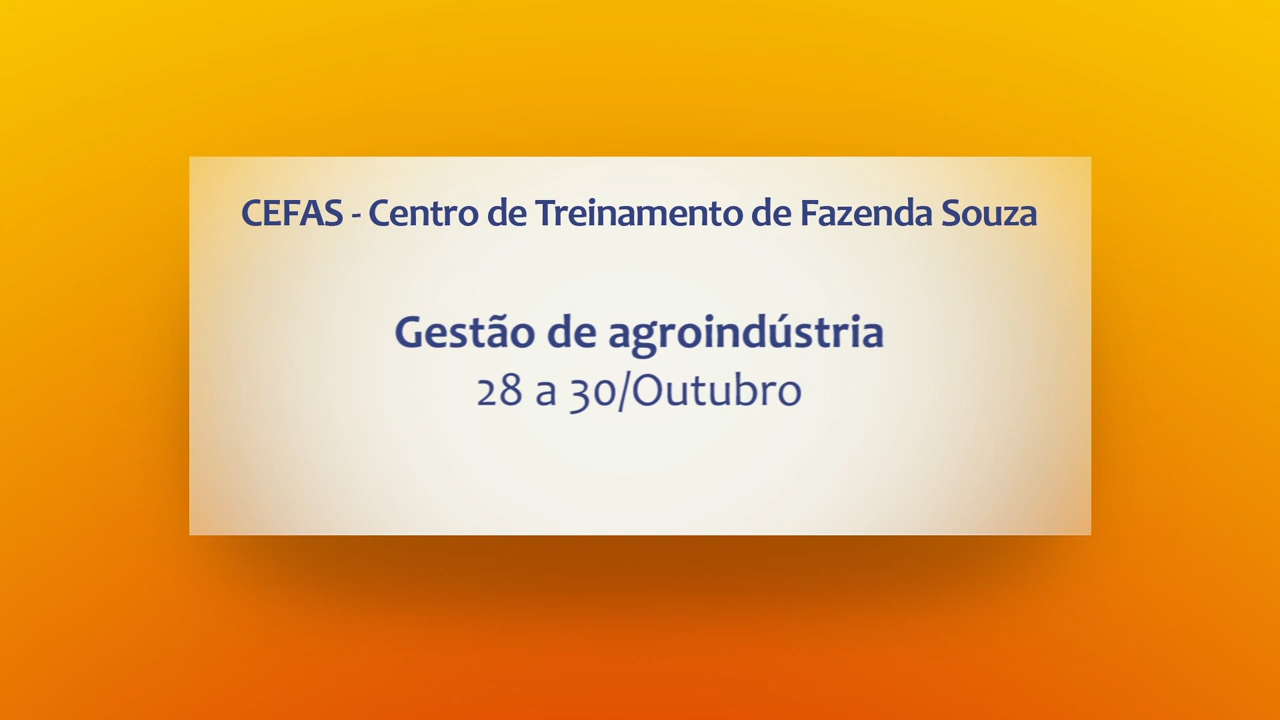 CEFAS - Centro de Treinamento de Fazenda Souza
Gestão de agroindústria
28 a 30/Outubro